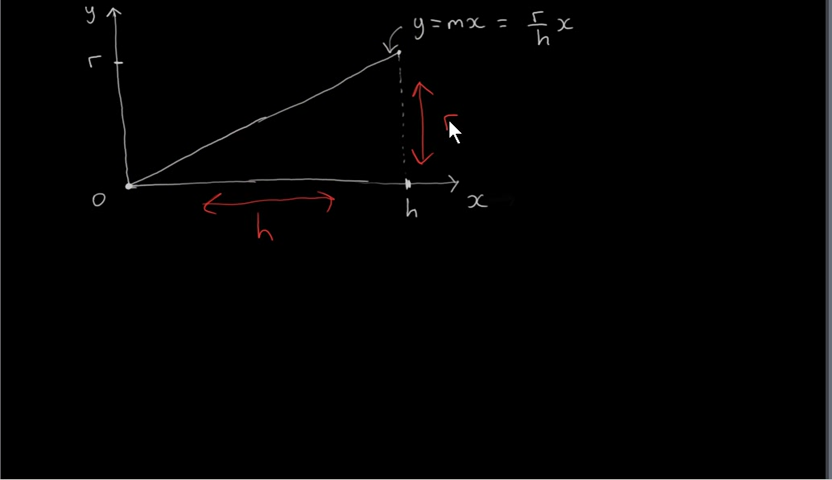 y
y = mx = r/h x
r
r
0
h
x
h